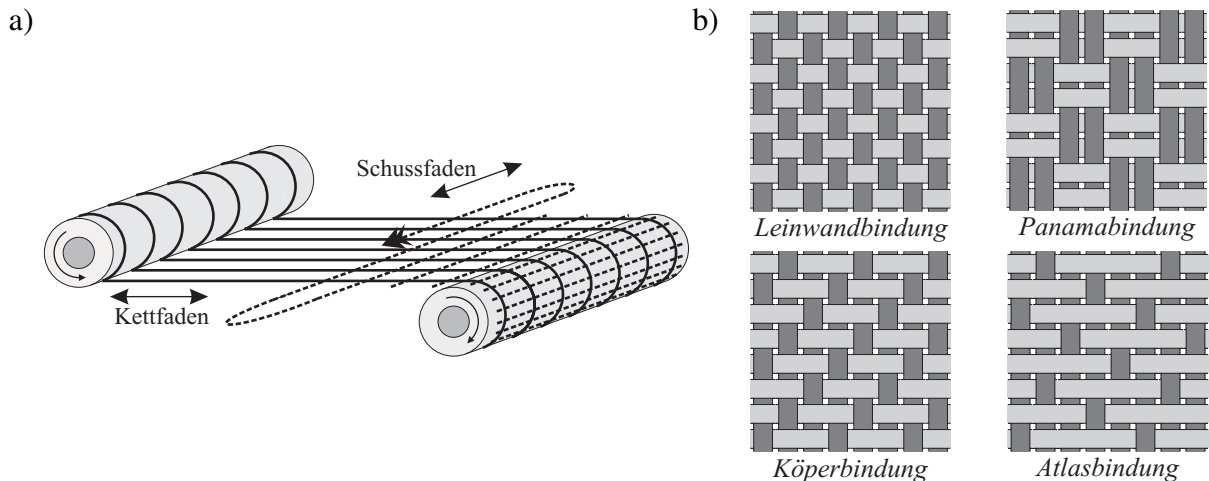 a)
Schussfaden
Kettfaden
b)
Leinwandbindung
Panamabindung
Köperbindung
Atlasbindung